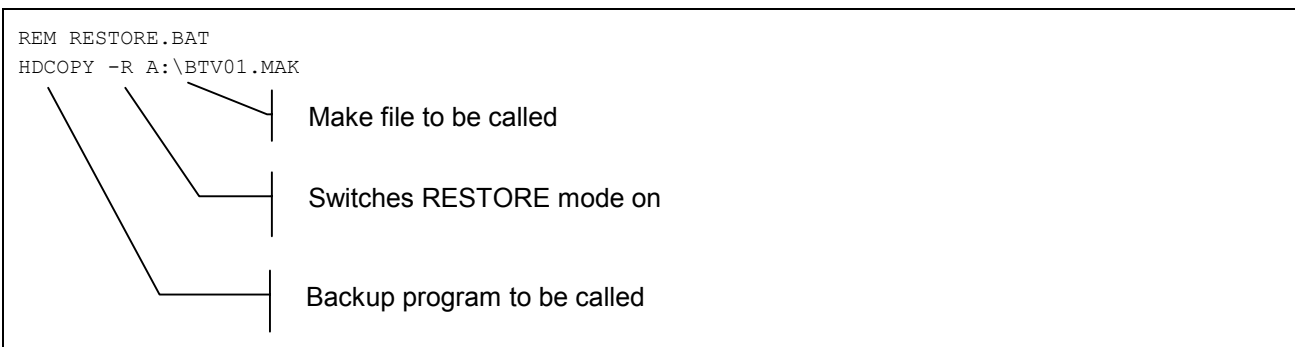 REM RESTORE.BAT
HDCOPY -R A:\BTV01.MAK
Make file to be called
Switches RESTORE mode on
Backup program to be called